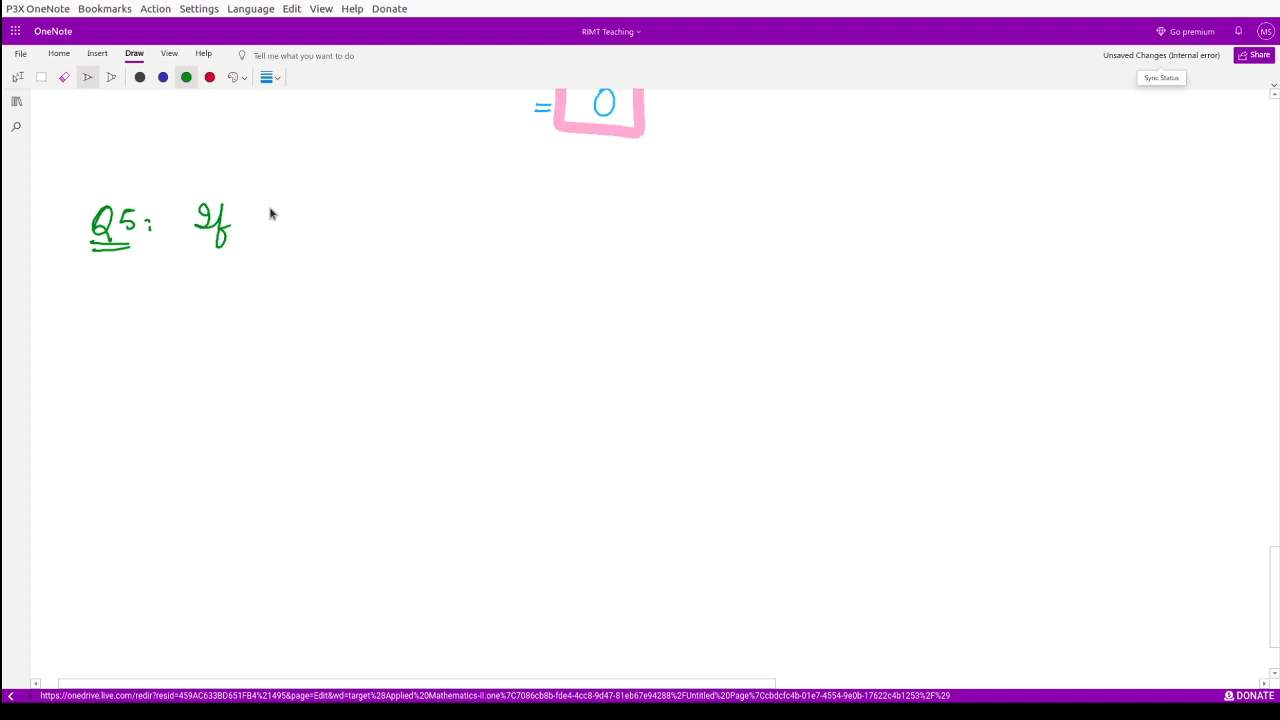 P3X OneNote Bookmarks Action Settings Language Edit View Help Donate
OneNote RIMT Teaching Go premium MS
File Home Insert Draw View Help Tell me what you want to do Unsaved Changes (Internal error) Share
Sync Status
= 0
Q5: If
https://onedrive.live.com/redir?resid=459AC633BD651FB4%21495&page=Edit&wd=target%28Applied%20Mathematics-II.one%7C7086cb8b-fde4-4cc8-9d47-81eb67e94288%2FUntitled%20Page%7Ccbdcfc4b-01e7-4554-9e0b-17622c4b1253%2F%29 DONATE